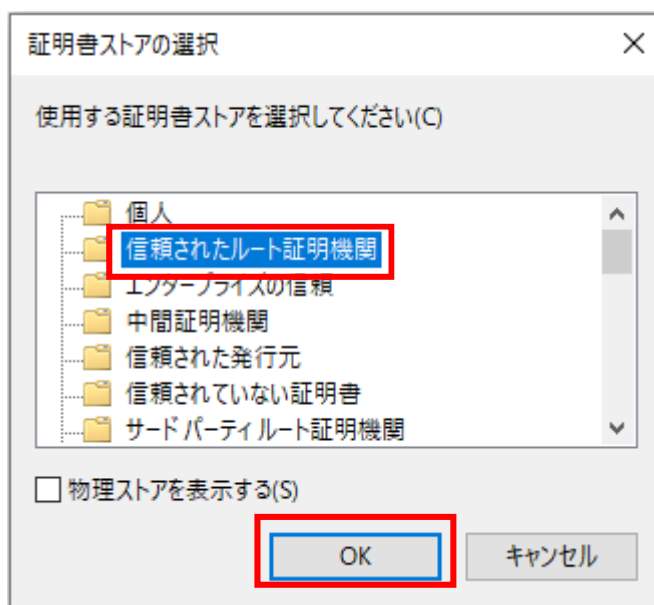 証明書ストアの選択
使用する証明書ストアを選択してください(C)
個人
信頼されたルート証明機関
エンタープライズの信頼
中間証明機関
信頼された発行元
信頼されていない証明書
サード パーティ ルート証明機関
物理ストアを表示する(S)
OK キャンセル